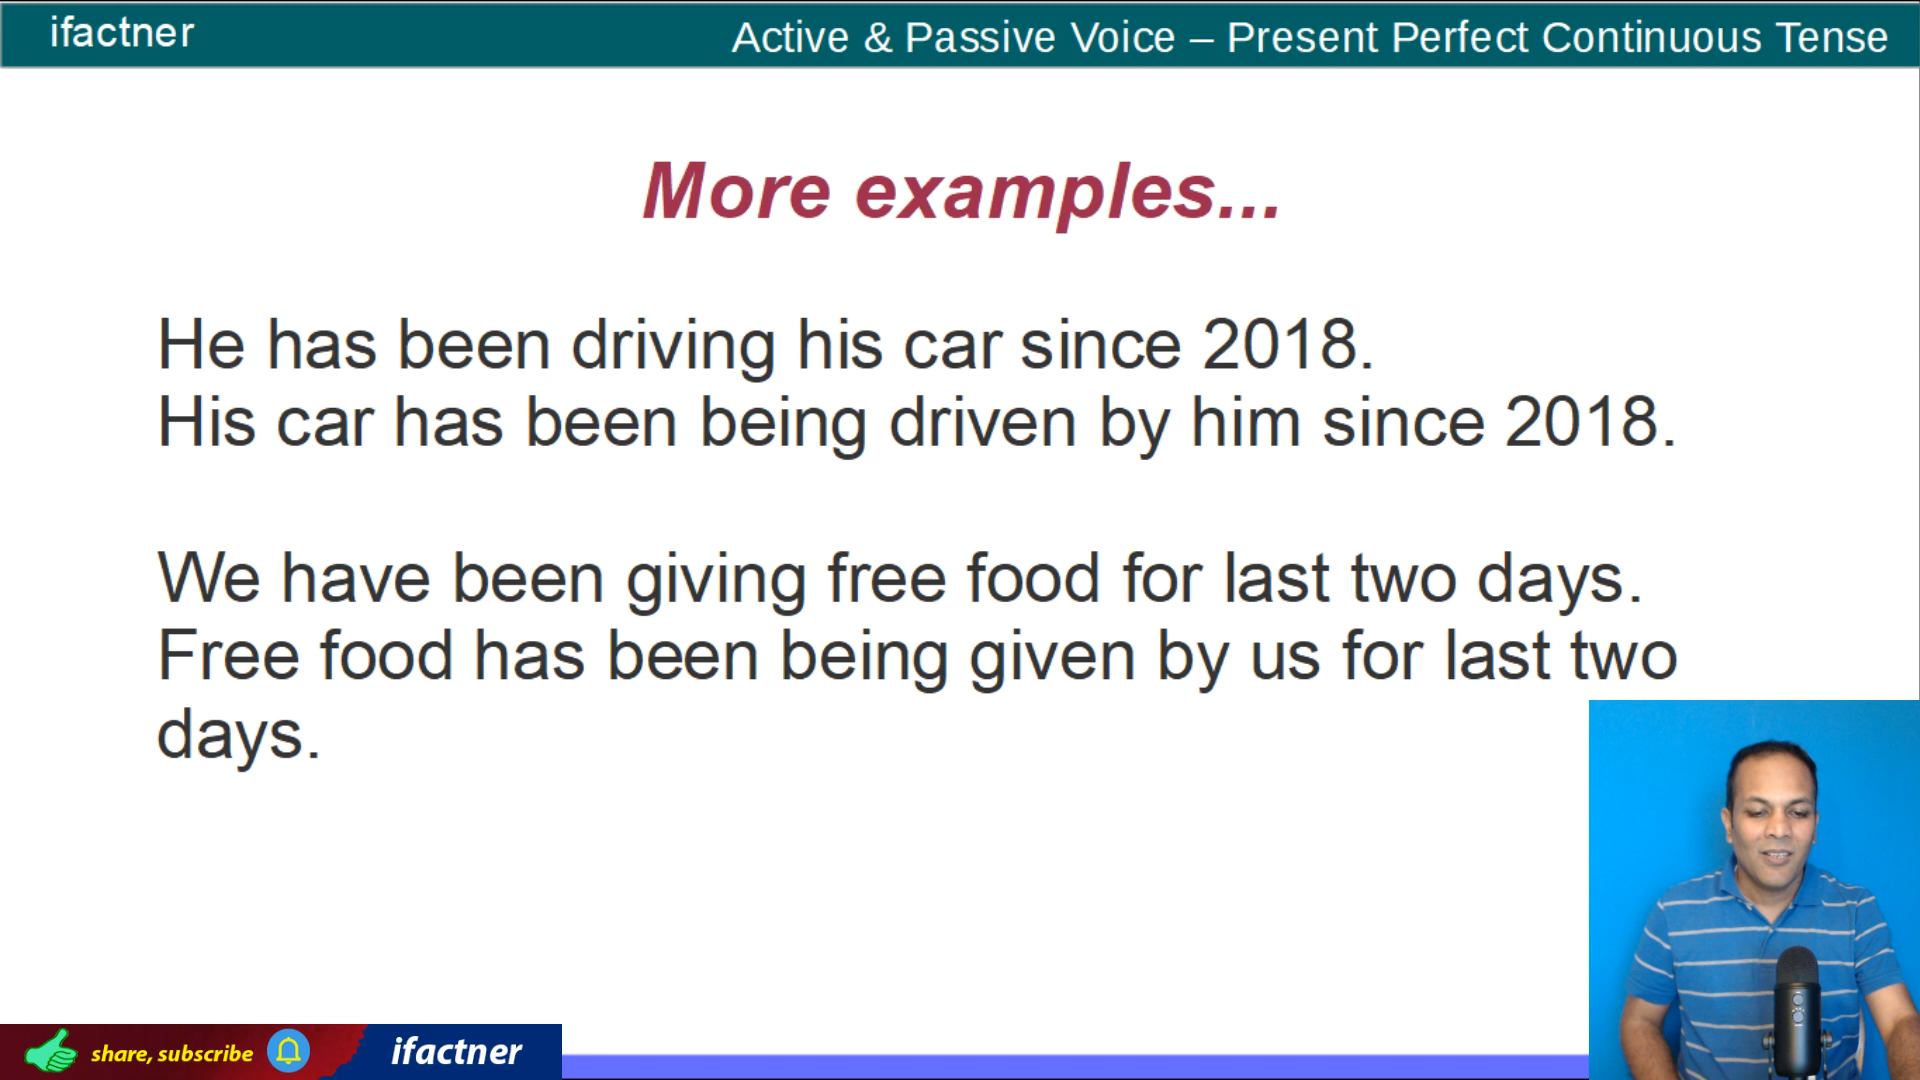 ifactner
Active & Passive Voice – Present Perfect Continuous Tense
More examples...
He has been driving his car since 2018.
His car has been being driven by him since 2018.
We have been giving free food for last two days.
Free food has been being given by us for last two
days.
share, subscribe
ifactner